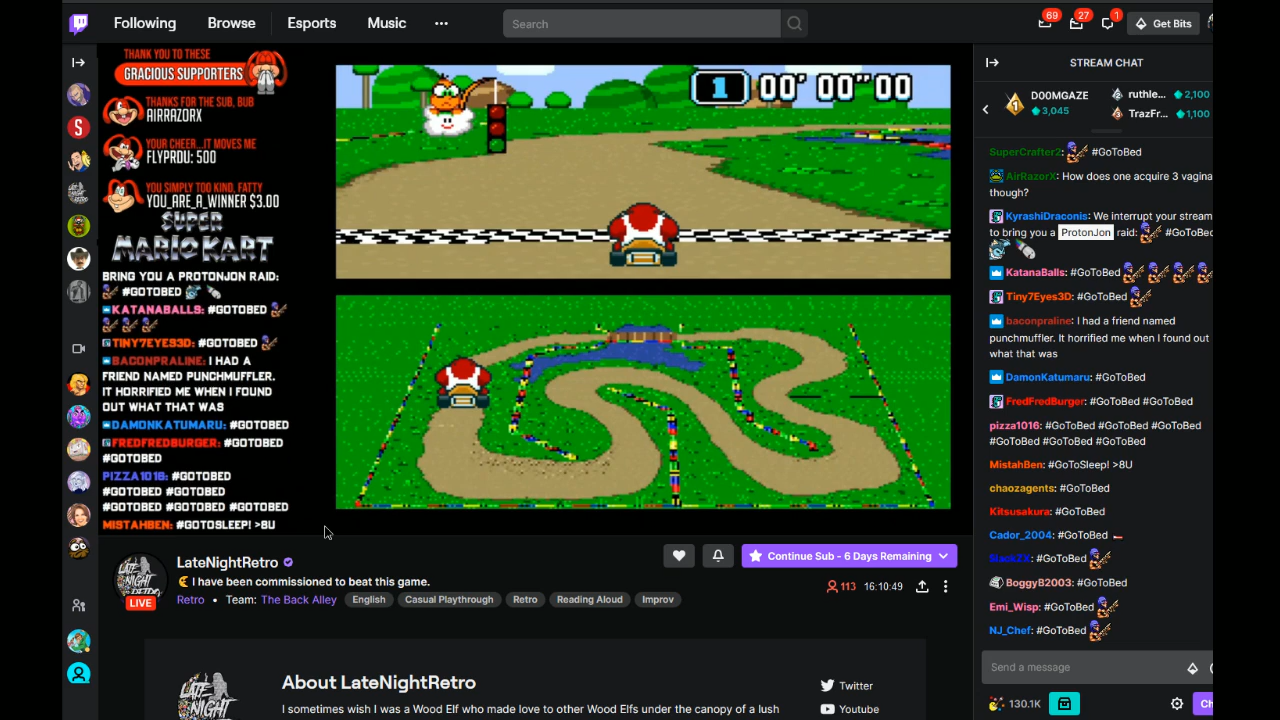 Following
Browse
Esports
Music
Search
69
27
1
Get Bits
THANK YOU TO THESE
GRACIOUS SUPPORTERS
THANKS FOR THE SUB, BUB
AIRRAZORX
YOUR CHEER...IT MOVES ME
FLYPRDU: 500
YOU SIMPLY TOO KIND, FATTY
YOU_ARE_A_WINNER $3.00
SUPER
MARIO KART
BRING YOU A PROTONJON RAID:
#GOTOBED
KATANABALLS: #GOTOBED
TINY7EYES3D: #GOTOBED
BACONPRALINE: I HAD A
FRIEND NAMED PUNCHMUFFLER.
IT HORRIFIED ME WHEN I FOUND
OUT WHAT THAT WAS
DAMONKATUMARU: #GOTOBED
FREDFREDBURGER: #GOTOBED
#GOTOBED
PIZZA1016: #GOTOBED
#GOTOBED #GOTOBED
#GOTOBED #GOTOBED #GOTOBED
MISTAHBEN: #GOTOSLEEP! >8U
1 00' 00"00
LateNightRetro
I have been commissioned to beat this game.
Retro • Team: The Back Alley
English
Casual Playthrough
Retro
Reading Aloud
Improv
LIVE
Continue Sub - 6 Days Remaining
113
16:10:49
About LateNightRetro
I sometimes wish I was a Wood Elf who made love to other Wood Elfs under the canopy of a lush
Twitter
Youtube
STREAM CHAT
1
D00MGAZE
3,045
2 ruthle... 2,100
3 TrazFr... 1,100
SuperCrafter2: #GoToBed
AirRazorX: How does one acquire 3 vagina
though?
KyrashiDraconis: We interrupt your stream
to bring you a ProtonJon raid: #GoToBed
KatanaBalls: #GoToBed
Tiny7Eyes3D: #GoToBed
baconpraline: I had a friend named
punchmuffler. It horrified me when I found out
what that was
DamonKatumaru: #GoToBed
FredFredBurger: #GoToBed #GoToBed
pizza1016: #GoToBed #GoToBed #GoToBed
#GoToBed #GoToBed #GoToBed
MistahBen: #GoToSleep! >8U
chaozagents: #GoToBed
Kitsusakura: #GoToBed
Cador_2004: #GoToBed
#GoToBed
BoggyB2003: #GoToBed
Emi_Wisp: #GoToBed
NJ_Chef: #GoToBed
Send a message
130.1K
Ch